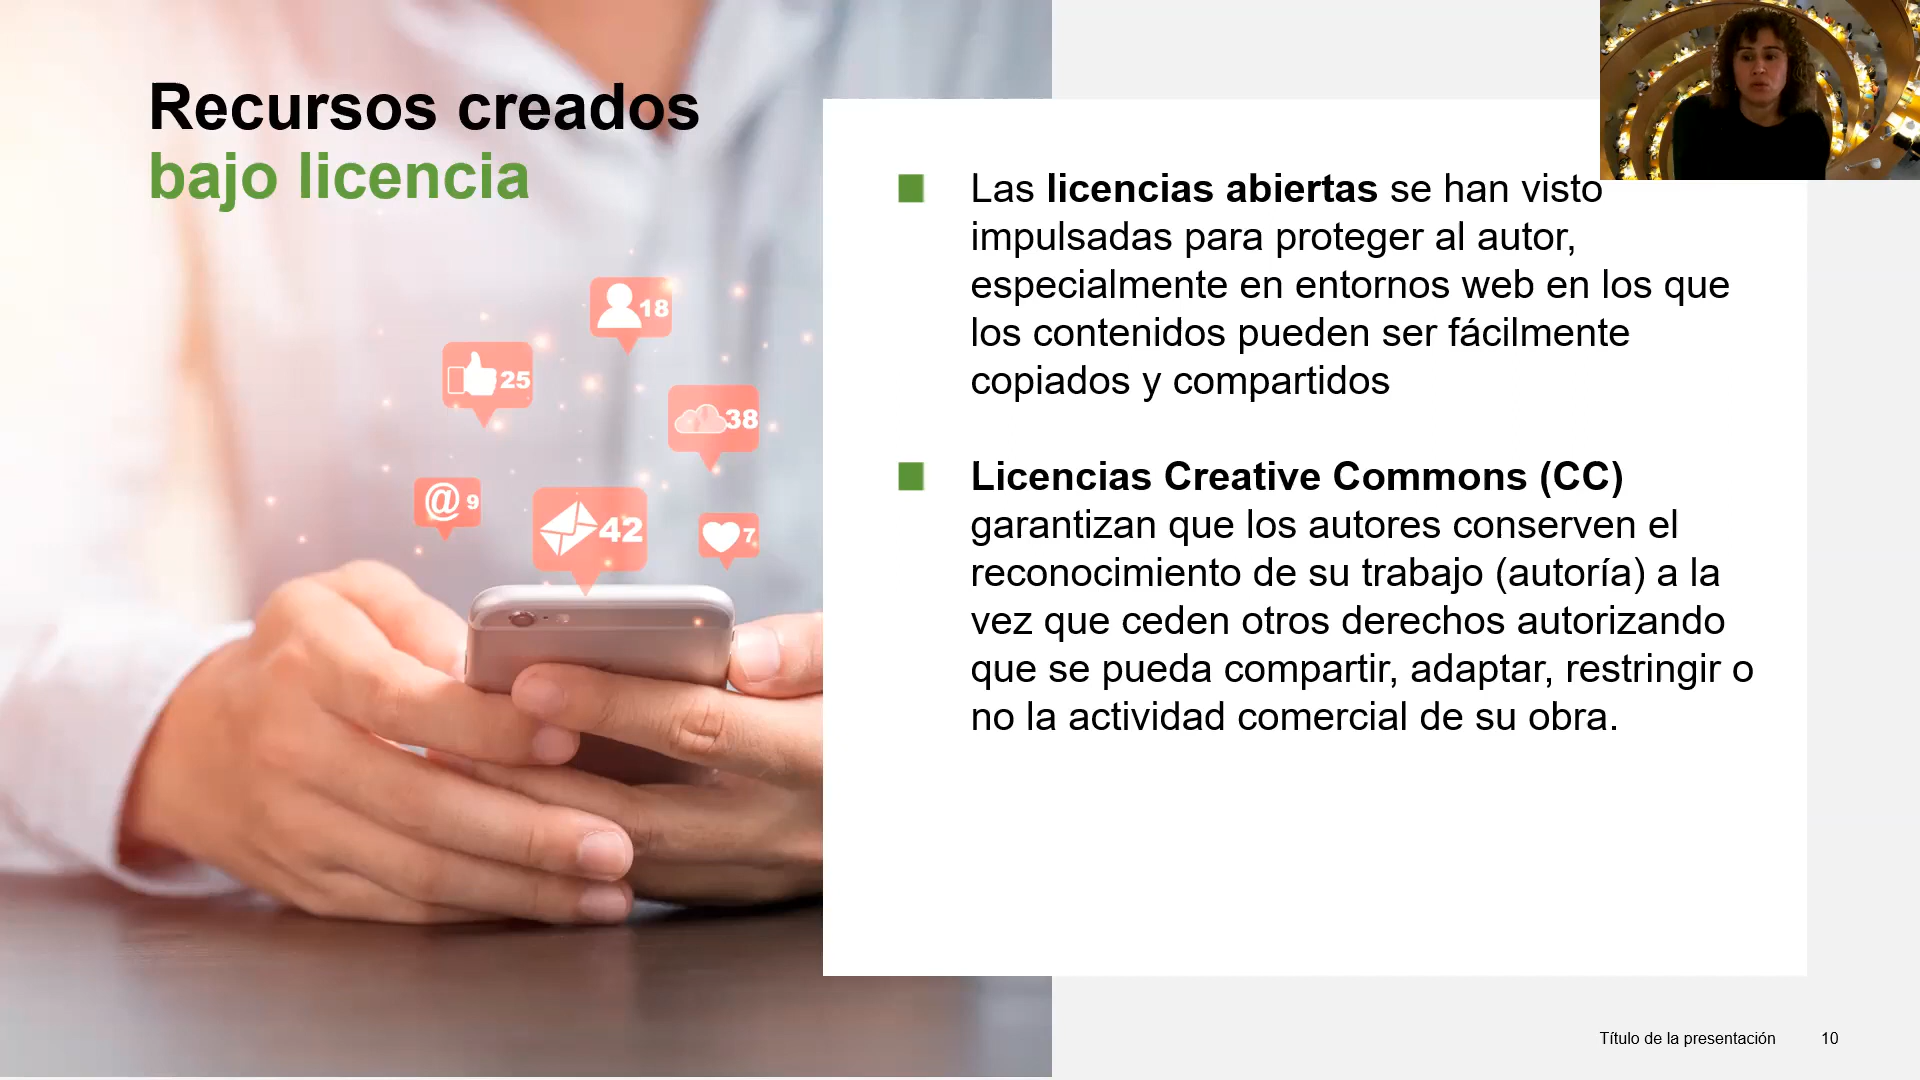 Recursos creados
bajo licencia
18
25
38
@ 9
42
7
Las licencias abiertas se han visto
impulsadas para proteger al autor,
especialmente en entornos web en los que
los contenidos pueden ser fácilmente
copiados y compartidos
Licencias Creative Commons (CC)
garantizan que los autores conserven el
reconocimiento de su trabajo (autoría) a la
vez que ceden otros derechos autorizando
que se pueda compartir, adaptar, restringir o
no la actividad comercial de su obra.
Título de la presentación 10